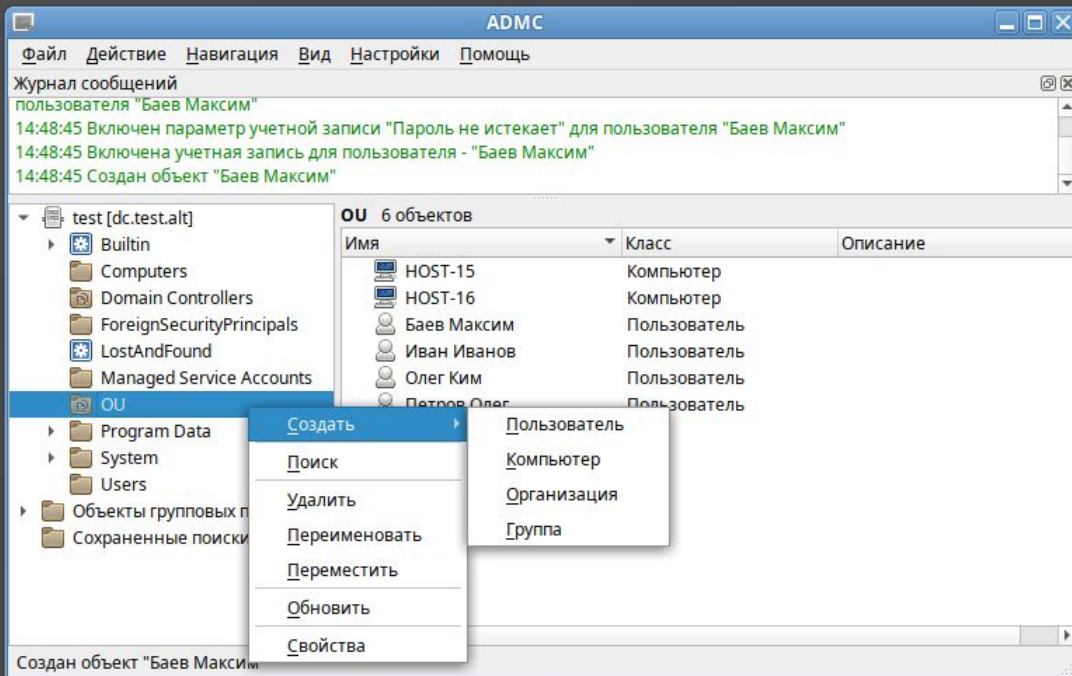 ADMC
Файл Действие Навигация Вид Настройки Помощь
Журнал сообщений
пользователя "Баев Максим"
14:48:45 Включен параметр учетной записи "Пароль не истекает" для пользователя "Баев Максим"
14:48:45 Включена учетная запись для пользователя - "Баев Максим"
14:48:45 Создан объект "Баев Максим"
test [dc.test.alt]
Builtin
Computers
Domain Controllers
ForeignSecurityPrincipals
LostAndFound
Managed Service Accounts
OU
Program Data
System
Users
Объекты групповых п
Сохраненные поиски
OU 6 объектов
Имя Класс Описание
HOST-15 Компьютер
HOST-16 Компьютер
Баев Максим Пользователь
Иван Иванов Пользователь
Олег Ким Пользователь
Петров Олег Пользователь
Создать
Поиск
Удалить
Переименовать
Переместить
Обновить
Свойства
Пользователь
Компьютер
Организация
Группа
Создан объект "Баев Максим"